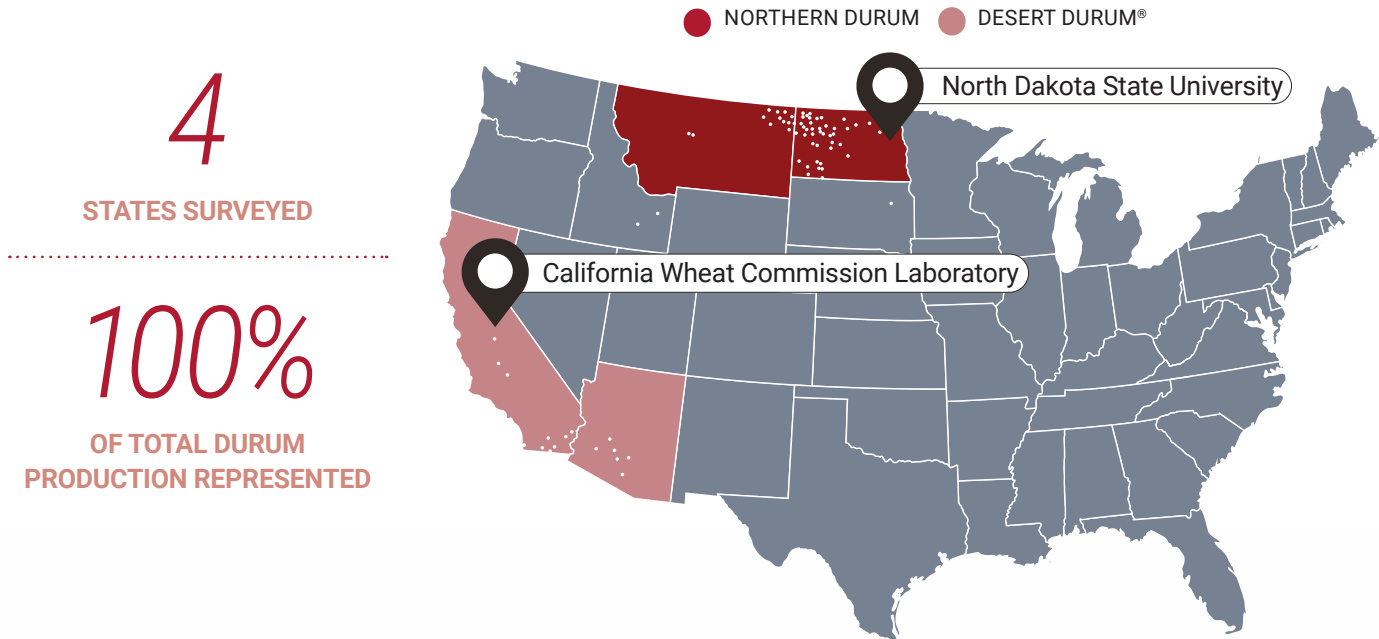 NORTHERN DURUM
DESERT DURUM®
4
STATES SURVEYED
100%
OF TOTAL DURUM
PRODUCTION REPRESENTED
North Dakota State University
California Wheat Commission Laboratory